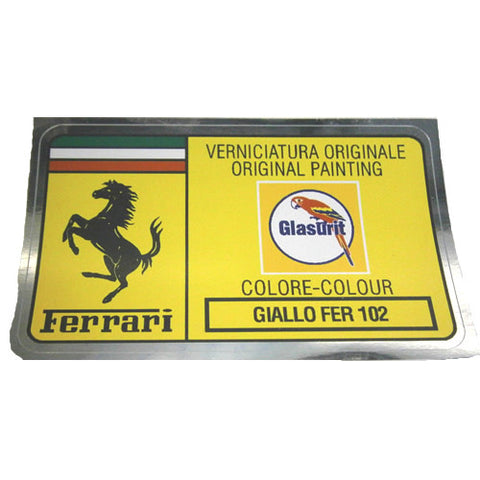 VERNICIATURA ORIGINALE
ORIGINAL PAINTING
Glasurit
COLORE-COLOUR
GIALLO FER 102
Ferrari